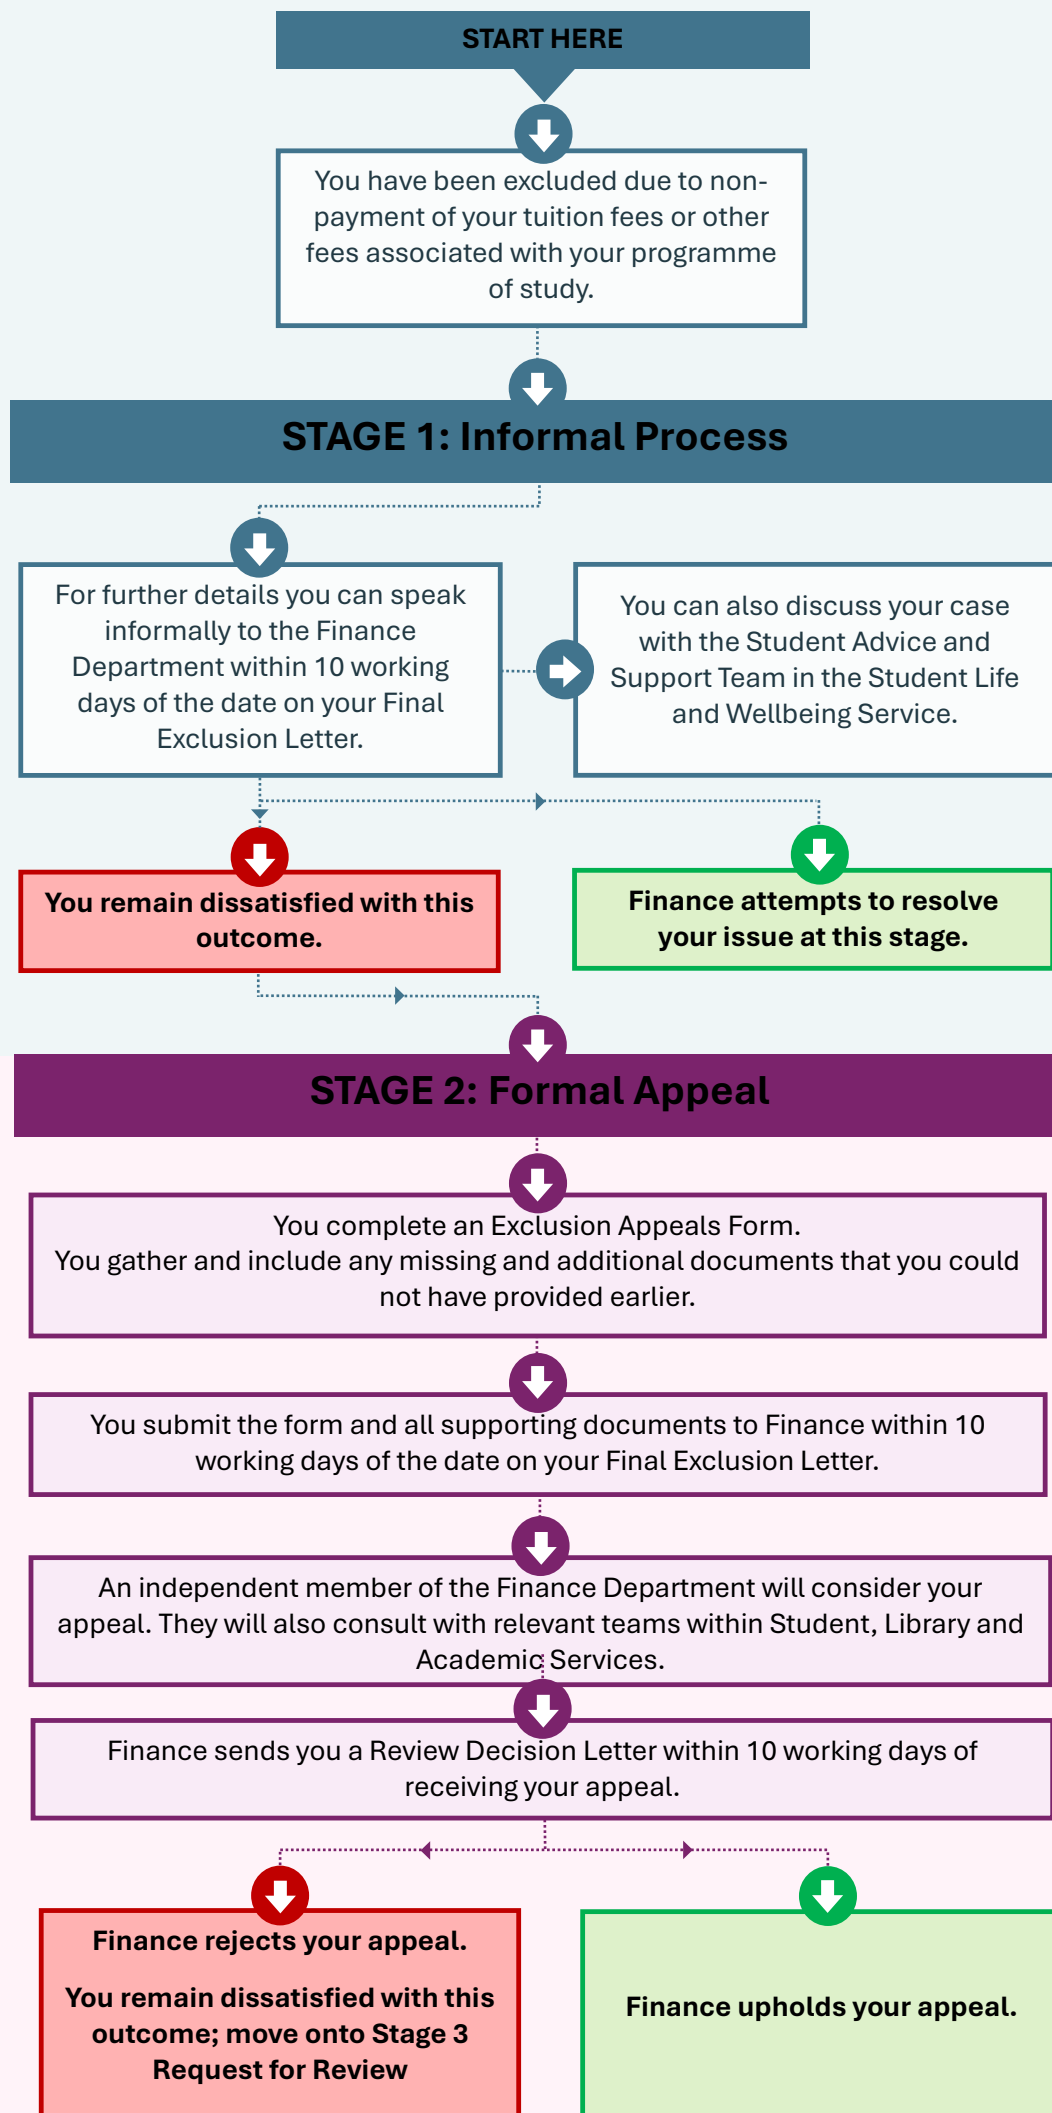 START HERE
You have been excluded due to non-
payment of your tuition fees or other
fees associated with your programme
of study.
STAGE 1: Informal Process
For further details you can speak
informally to the Finance
Department within 10 working
days of the date on your Final
Exclusion Letter.
You can also discuss your case
with the Student Advice and
Support Team in the Student Life
and Wellbeing Service.
You remain dissatisfied with this
outcome.
Finance attempts to resolve
your issue at this stage.
STAGE 2: Formal Appeal
You complete an Exclusion Appeals Form.
You gather and include any missing and additional documents that you could
not have provided earlier.
You submit the form and all supporting documents to Finance within 10
working days of the date on your Final Exclusion Letter.
An independent member of the Finance Department will consider your
appeal. They will also consult with relevant teams within Student, Library and
Academic Services.
Finance sends you a Review Decision Letter within 10 working days of
receiving your appeal.
Finance rejects your appeal.
You remain dissatisfied with this
outcome; move onto Stage 3
Request for Review
Finance upholds your appeal.